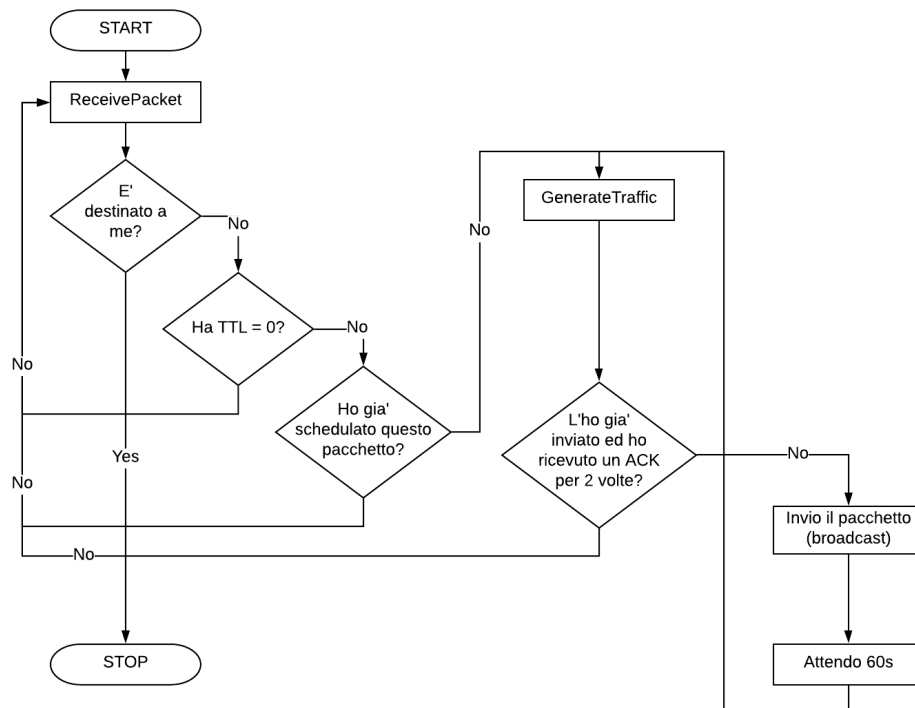 START
ReceivePacket
E'
destinato a
me?
No
Ha TTL = 0?
No
Ho gia'
schedulato questo
pacchetto?
No
GenerateTraffic
L'ho gia'
inviato ed ho
ricevuto un ACK
per 2 volte?
No
Invio il pacchetto
(broadcast)
Attendo 60s
No
No
No
Yes
STOP